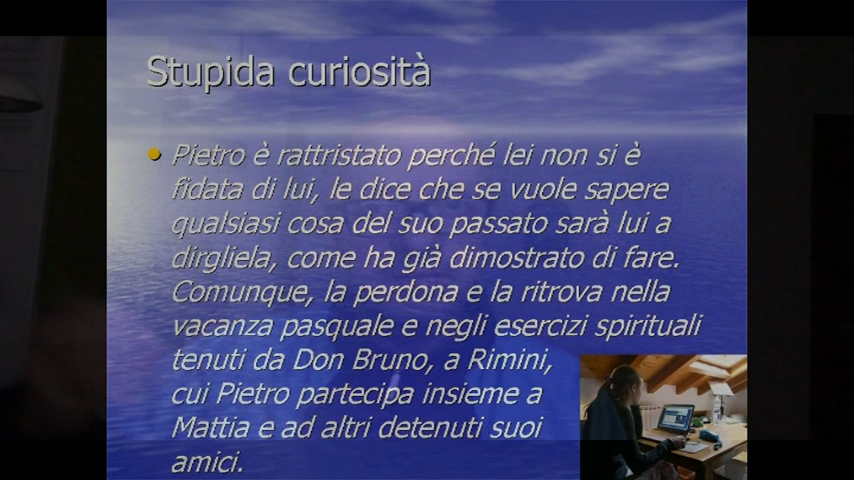 Stupida curiosità
Pietro è rattristato perché lei non si è
fidata di lui, le dice che se vuole sapere
qualsiasi cosa del suo passato sarà lui a
dirgliela, come ha già dimostrato di fare.
Comunque, la perdona e la ritrova nella
vacanza pasquale e negli esercizi spirituali
tenuti da Don Bruno, a Rimini,
cui Pietro partecipa insieme a
Mattia e ad altri detenuti suoi
amici.